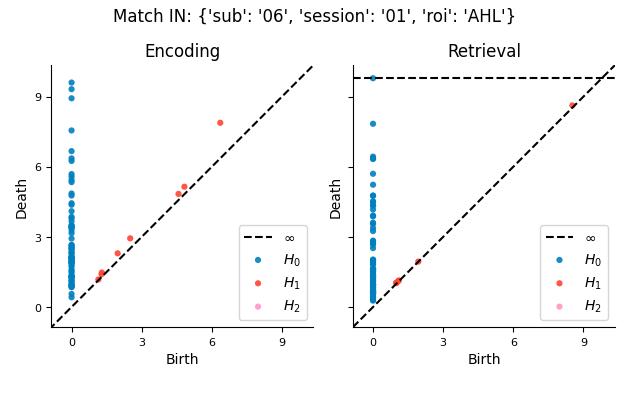 Match IN: {'sub': '06', 'session': '01', 'roi': 'AHL'}
Encoding
Retrieval
Death
9
6
3
0
0 3 6 9
Birth
∞
H₀
H₁
H₂
Death
0 3 6 9
Birth
∞
H₀
H₁
H₂